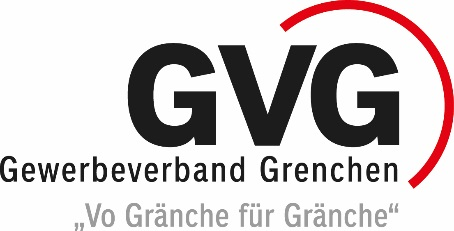 GVG
Gewerbeverband Grenchen
„Vo Gränche für Gränche“